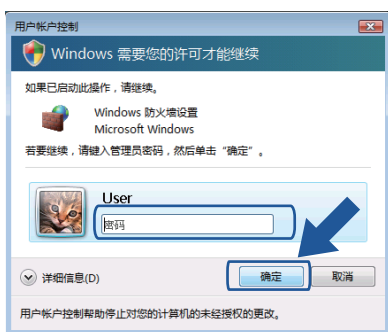 用户帐户控制
Windows 需要您的许可才能继续
如果已启动此操作，请继续。
Windows 防火墙设置
Microsoft Windows
若要继续，请键入管理员密码，然后单击“确定”。
User
密码
详细信息(D)
确定
取消
用户帐户控制帮助停止对您的计算机的未经授权的更改。